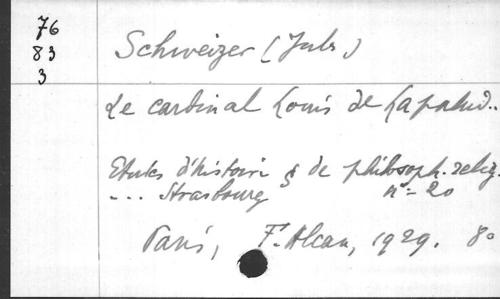 76
83
3
Schweizer (Jules)
Le cardinal Louis de Lapalud..
Etudes d'histoire & de philosoph. relig.
... Strasbourg n° 20
Paris, F. Alcan, 1929. 8°